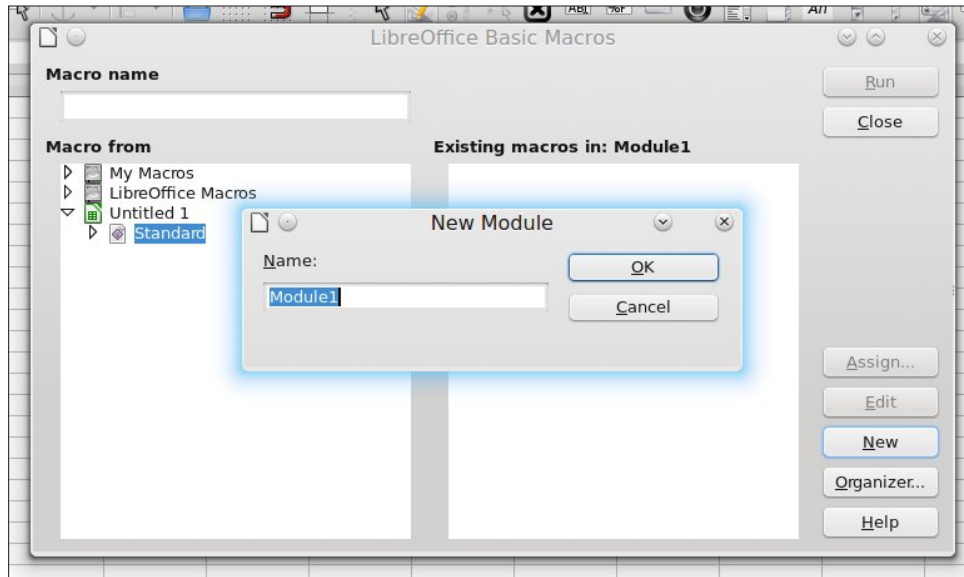 ABI
LibreOffice Basic Macros
Macro name
Run
Close
Macro from
Existing macros in: Module1
My Macros
LibreOffice Macros
Untitled 1
Standard
New Module
Name:
OK
Module1
Cancel
Assign...
Edit
New
Organizer...
Help